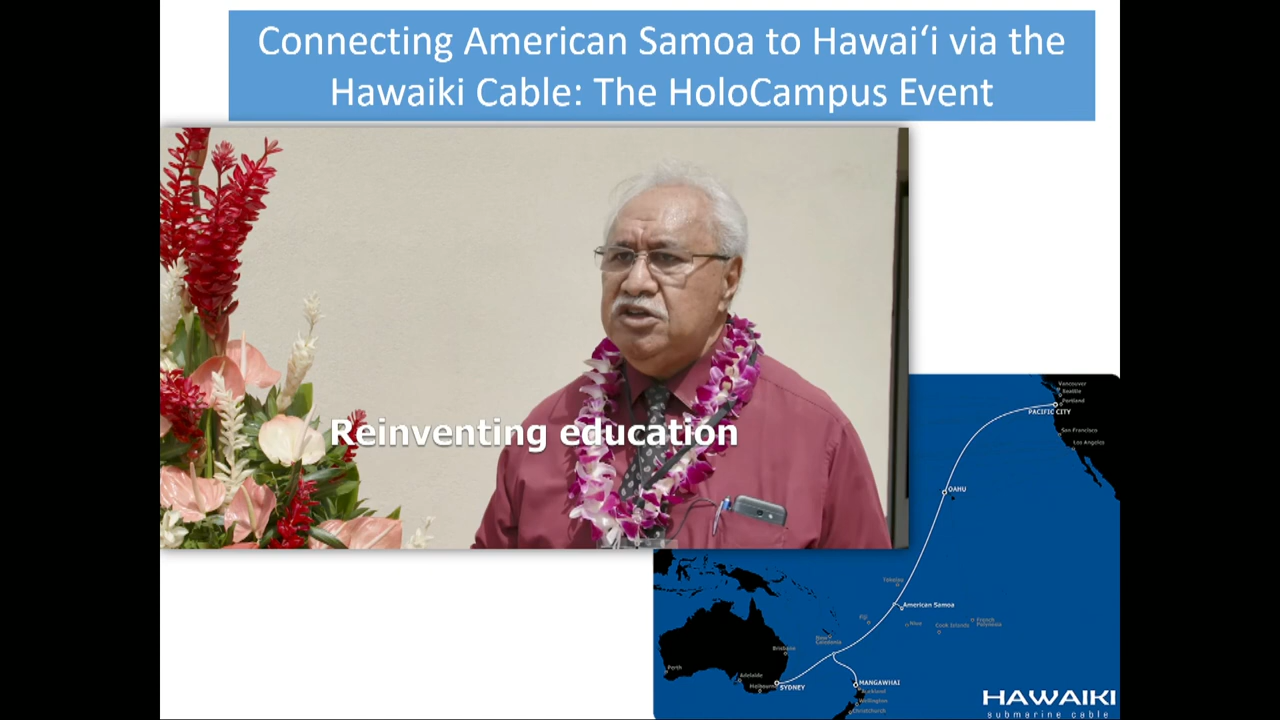 Connecting American Samoa to Hawaiʻi via the
Hawaiki Cable: The HoloCampus Event
Reinventing education
Vancouver
Seattle
Portland
PACIFIC CITY
San Francisco
Los Angeles
OAHU
Tokelau
American Samoa
Fiji
Niue
Cook Islands
French
Polynesia
New
Caledonia
Brisbane
Perth
Adelaide
Melbourne
SYDNEY
MANGAWHAI
Auckland
Wellington
Christchurch
HAWAIKI
submarine cable